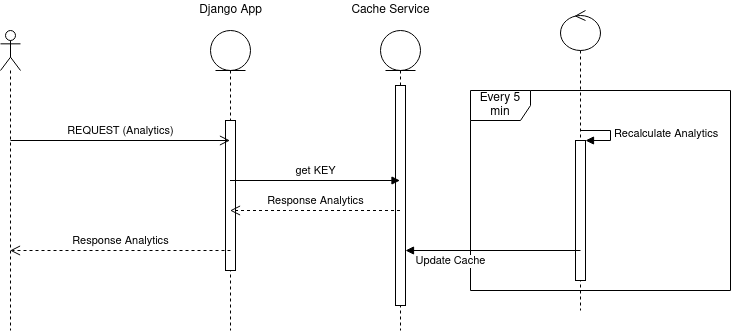 Django App
Cache Service
Every 5
min
REQUEST (Analytics)
Recalculate Analytics
get KEY
Response Analytics
Response Analytics
Update Cache